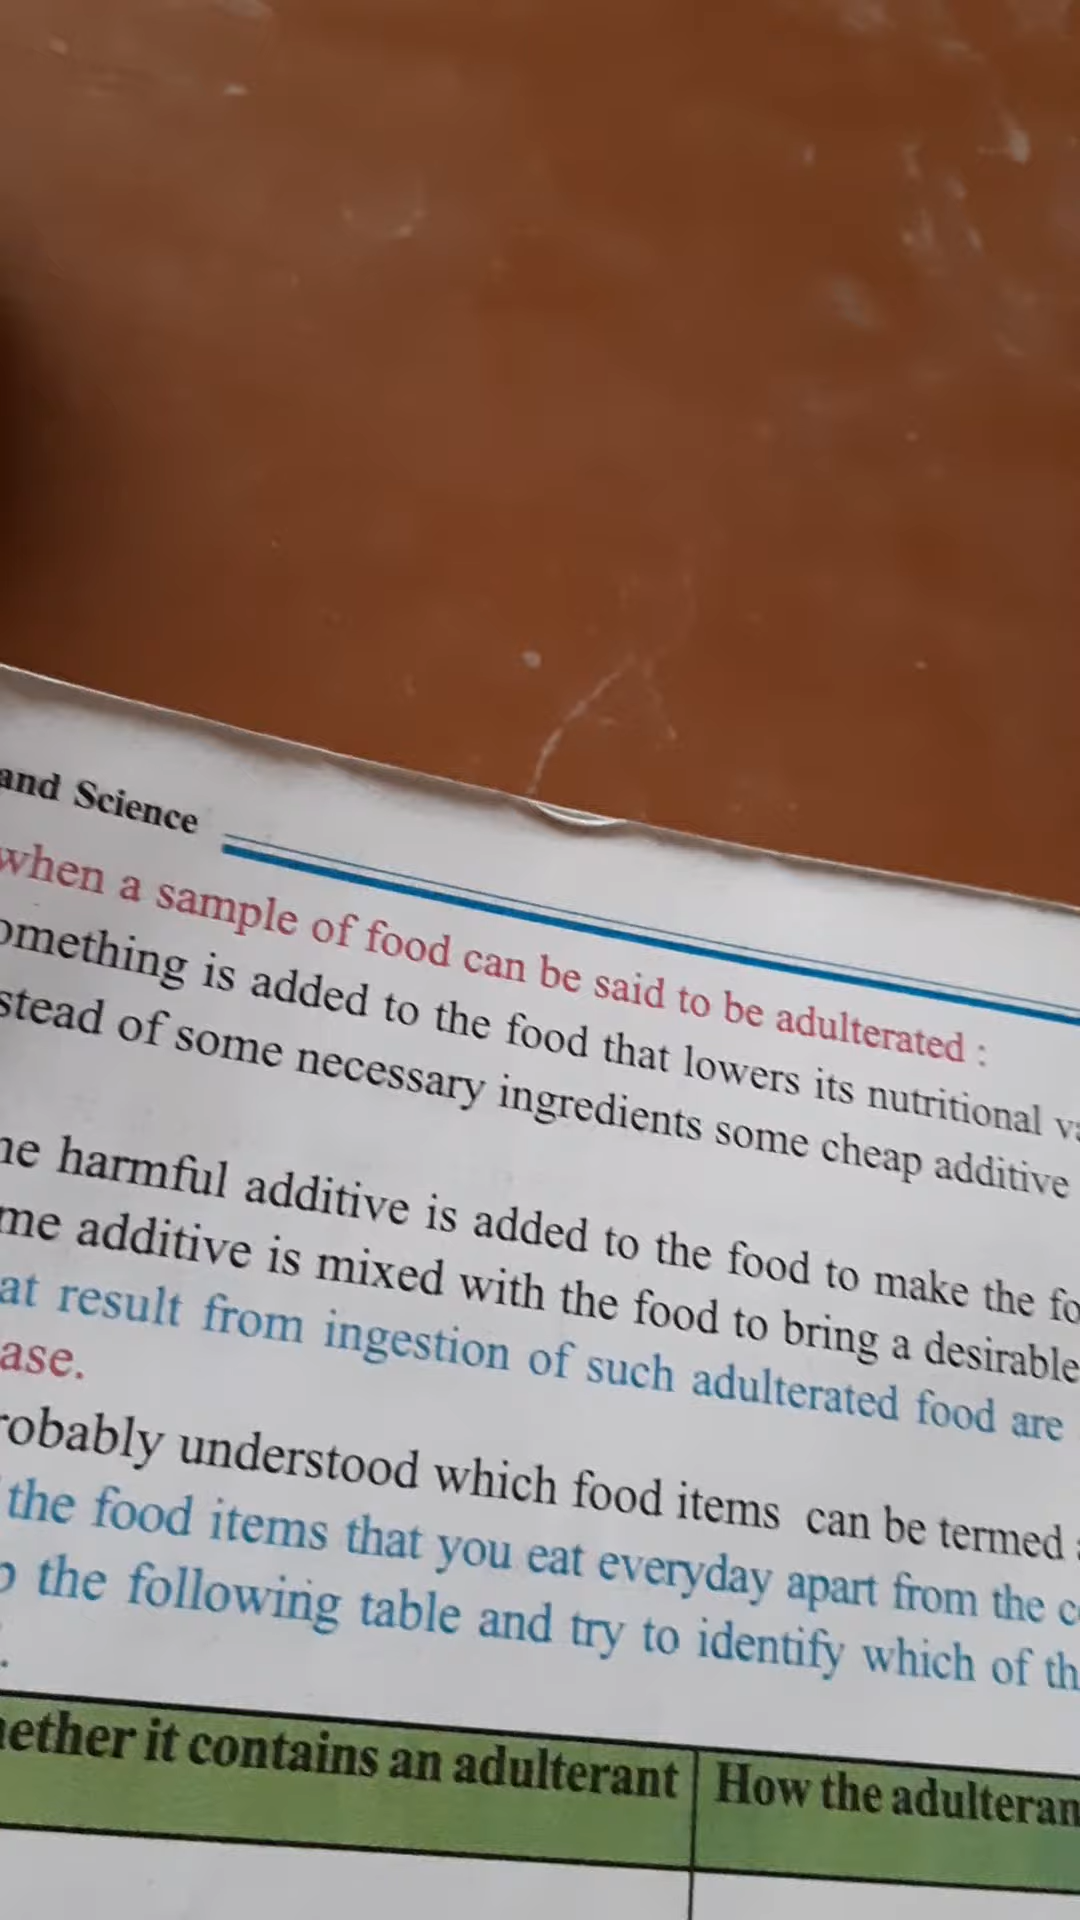 and Science
when a sample of food can be said to be adulterated :
omething is added to the food that lowers its nutritional va
stead of some necessary ingredients some cheap additive
ne harmful additive is added to the food to make the fo
me additive is mixed with the food to bring a desirable
at result from ingestion of such adulterated food are
ase.
robably understood which food items can be termed
the food items that you eat everyday apart from the c
the following table and try to identify which of th
hether it contains an adulterant
How the adulteran